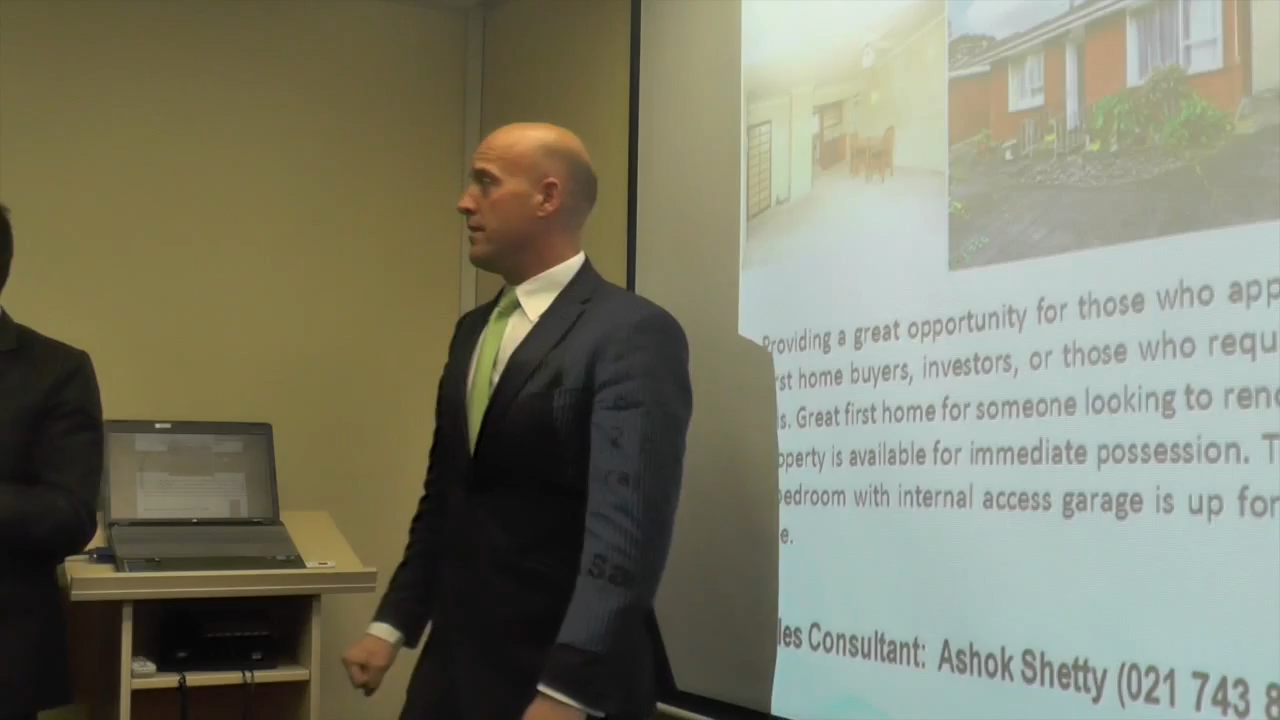 Providing a great opportunity for those who app
rst home buyers, investors, or those who requ
s. Great first home for someone looking to reno
operty is available for immediate possession. T
bedroom with internal access garage is up for
e.
les Consultant: Ashok Shetty (021 743 8
sa